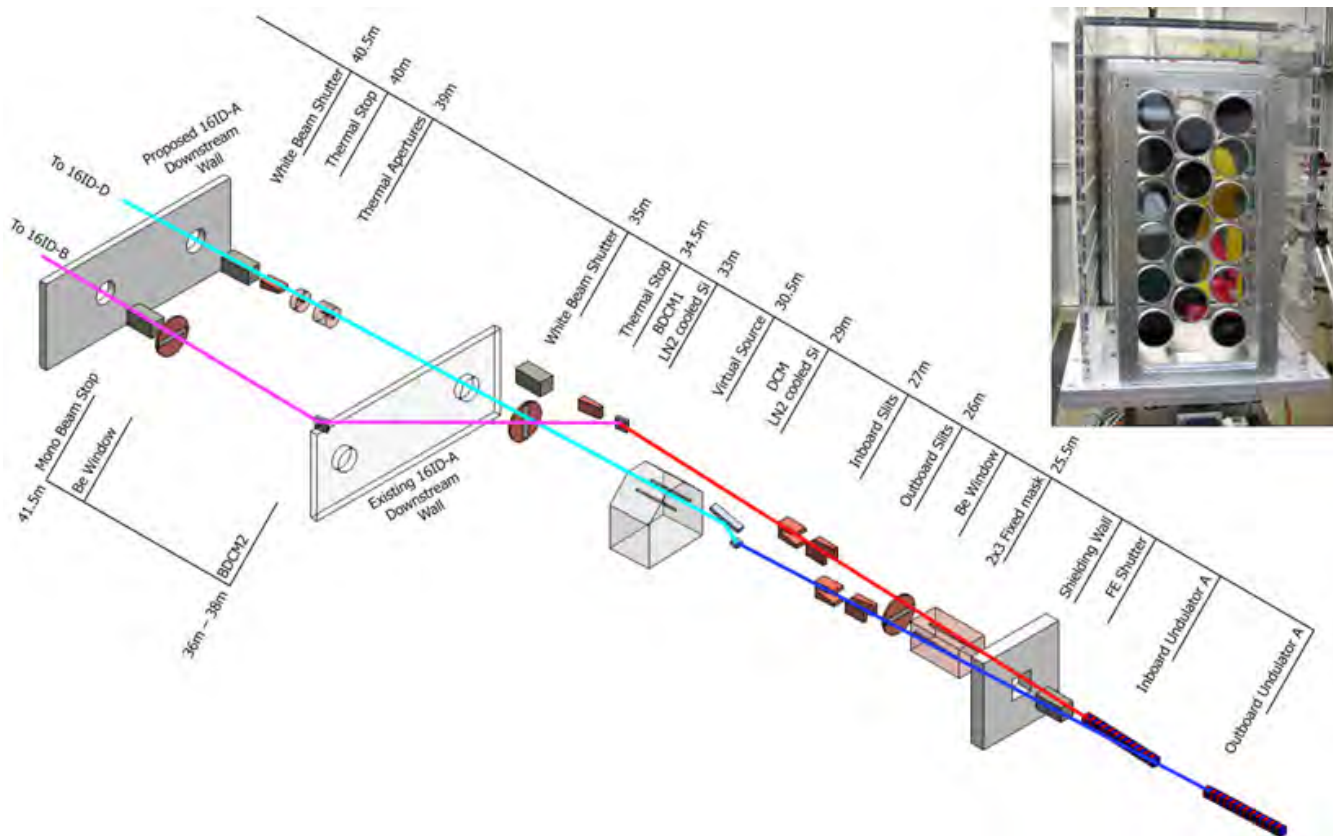 40.5m
White Beam Shutter
40m
Thermal Stop
39m
Thermal Apertures
35m
White Beam Shutter
34.5m
Thermal Stop
33m
BDCM1
LN2 cooled Si
30.5m
Virtual Source
29m
DCM
LN2 cooled Si
27m
Inboard Slits
26m
Outboard Slits
Be Window
25.5m
2x3 Fixed mask
Shielding Wall
FE Shutter
Inboard Undulator A
Outboard Undulator A
Proposed 16ID-A
Downstream
Wall
To 16ID-D
To 16ID-B
Existing 16ID-A
Downstream
Wall
41.5m
Mono Beam Stop
Be Window
36m – 38m
BDCM2